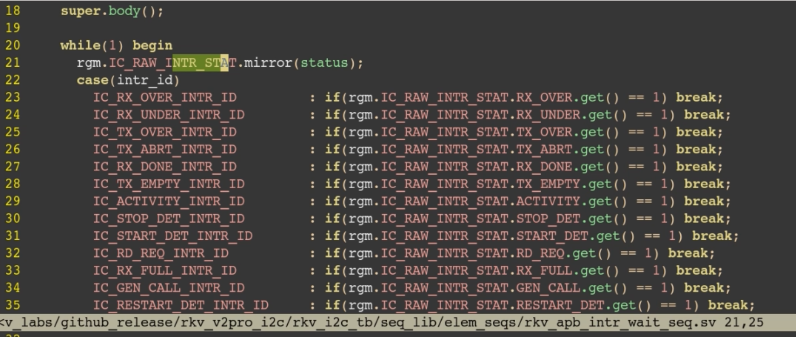 18 super.body();
19
20 while(1) begin
21 rgm.IC_RAW_INTR_STAT.mirror(status);
22 case(intr_id)
23 IC_RX_OVER_INTR_ID : if(rgm.IC_RAW_INTR_STAT.RX_OVER.get() == 1) break;
24 IC_RX_UNDER_INTR_ID : if(rgm.IC_RAW_INTR_STAT.RX_UNDER.get() == 1) break;
25 IC_TX_OVER_INTR_ID : if(rgm.IC_RAW_INTR_STAT.TX_OVER.get() == 1) break;
26 IC_TX_ABRT_INTR_ID : if(rgm.IC_RAW_INTR_STAT.TX_ABRT.get() == 1) break;
27 IC_RX_DONE_INTR_ID : if(rgm.IC_RAW_INTR_STAT.RX_DONE.get() == 1) break;
28 IC_TX_EMPTY_INTR_ID : if(rgm.IC_RAW_INTR_STAT.TX_EMPTY.get() == 1) break;
29 IC_ACTIVITY_INTR_ID : if(rgm.IC_RAW_INTR_STAT.ACTIVITY.get() == 1) break;
30 IC_STOP_DET_INTR_ID : if(rgm.IC_RAW_INTR_STAT.STOP_DET.get() == 1) break;
31 IC_START_DET_INTR_ID : if(rgm.IC_RAW_INTR_STAT.START_DET.get() == 1) break;
32 IC_RD_REQ_INTR_ID : if(rgm.IC_RAW_INTR_STAT.RD_REQ.get() == 1) break;
33 IC_RX_FULL_INTR_ID : if(rgm.IC_RAW_INTR_STAT.RX_FULL.get() == 1) break;
34 IC_GEN_CALL_INTR_ID : if(rgm.IC_RAW_INTR_STAT.GEN_CALL.get() == 1) break;
35 IC_RESTART_DET_INTR_ID : if(rgm.IC_RAW_INTR_STAT.RESTART_DET.get() == 1) break;
<v_labs/github_release/rkv_v2pro_i2c/rkv_i2c_tb/seq_lib/elem_seqs/rkv_apb_intr_wait_seq.sv 21,25